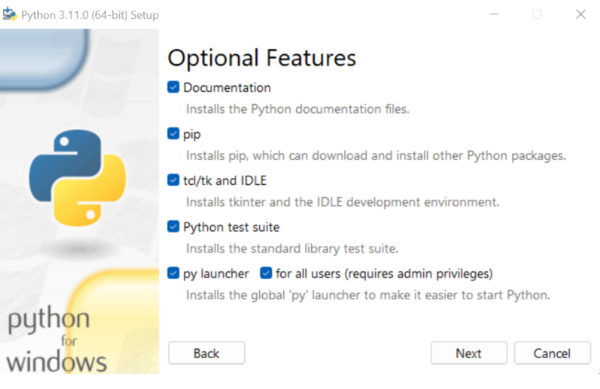 Python 3.11.0 (64-bit) Setup
Optional Features
Documentation
Installs the Python documentation files.
pip
Installs pip, which can download and install other Python packages.
tcl/tk and IDLE
Installs tkinter and the IDLE development environment.
Python test suite
Installs the standard library test suite.
py launcher for all users (requires admin privileges)
Installs the global 'py' launcher to make it easier to start Python.
python
for
windows
Back Next Cancel